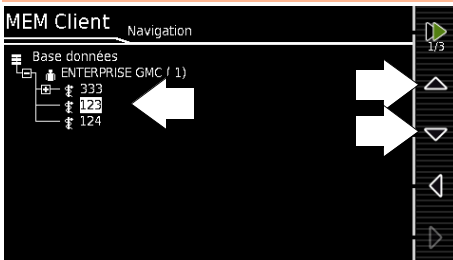 MEM Client
Navigation
1/3
Base données
ENTERPRISE GMC ( 1)
333
123
124